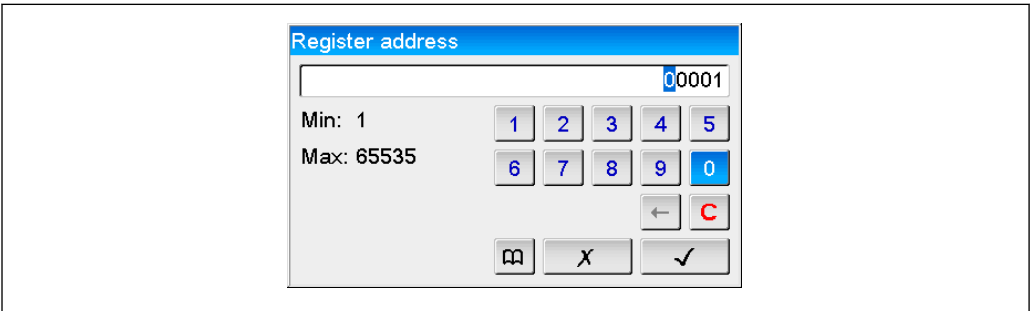 Register address
00001
Min: 1
1 2 3 4 5
Max: 65535
6 7 8 9 0
← C
X ✓